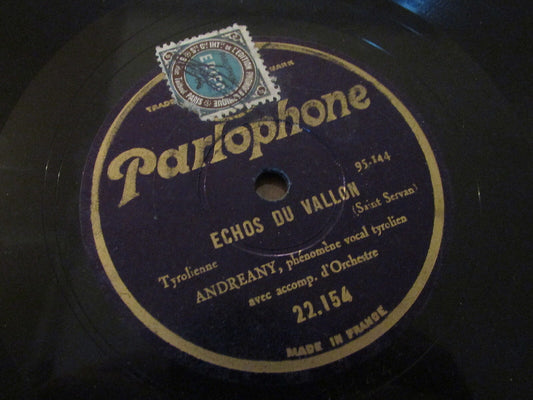 TRADE MARK
Parlophone
95-144
ECHOS DU VALLON
(Saint Servan)
Tyrolienne
ANDREANY, phénomène vocal tyrolien
avec accomp. d'Orchestre
22.154
MADE IN FRANCE